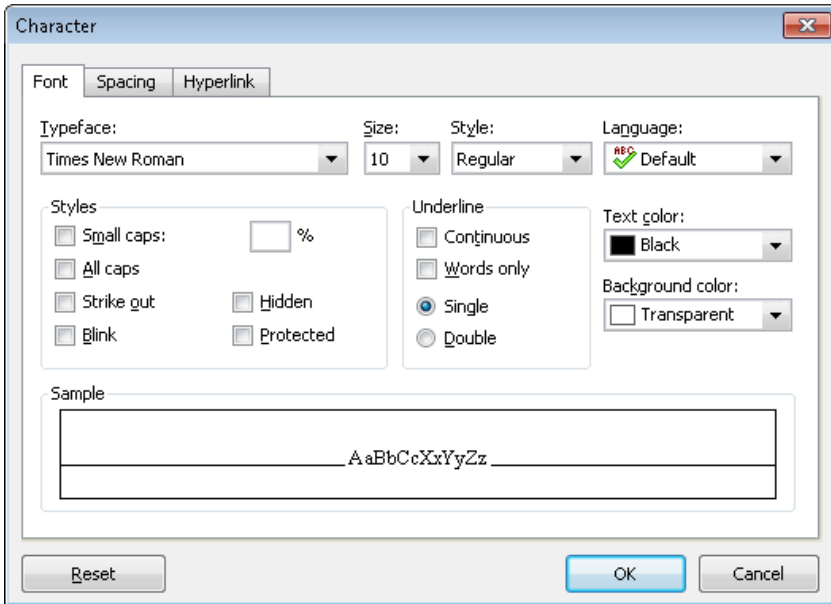 Character
Font Spacing Hyperlink
Typeface: Size: Style: Language:
Times New Roman 10 Regular ABC Default
Styles Underline Text color:
Small caps: % Continuous Black
All caps Words only Background color:
Strike out Hidden Single Transparent
Blink Protected Double
Sample
AaBbCcXxYyZz
Reset OK Cancel